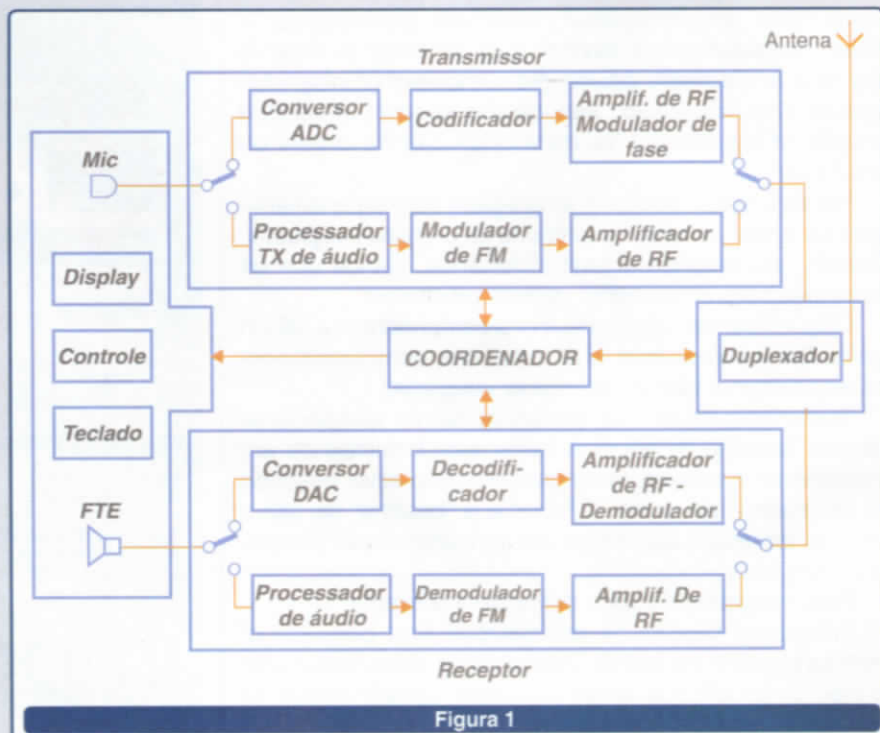 Antena
Transmissor
Conversor
ADC
Codificador
Amplif. de RF
Modulador de
fase
Mic
Processador
TX de áudio
Modulador
de FM
Amplificador
de RF
Display
Controle
Teclado
COORDENADOR
Duplexador
Conversor
DAC
Decodifi-
cador
Amplificador
de RF -
Demodulador
FTE
Processador
de áudio
Demodulador
de FM
Amplif. De
RF
Receptor
Figura 1